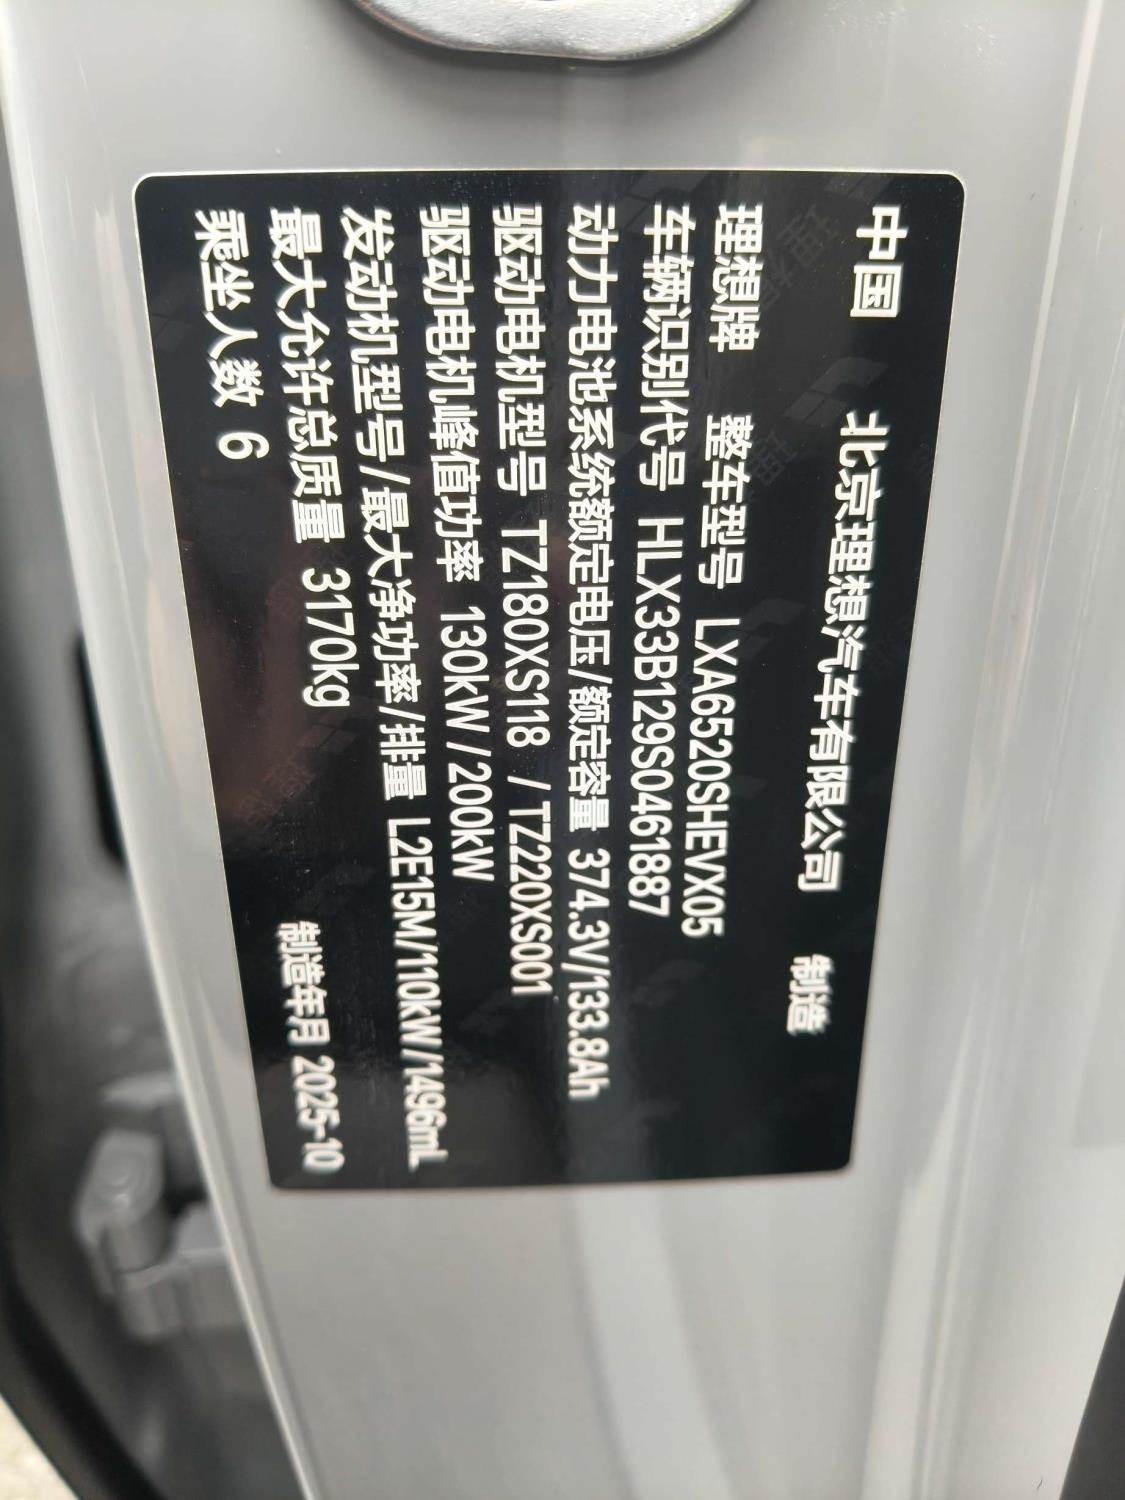 中国 北京理想汽车有限公司 制造
理想牌 整车型号 LXA6520SHEVX05
车辆识别代号 HLX33B129S0461887
动力电池系统额定电压/额定容量 374.3V/133.8Ah
驱动电机型号 TZ180XS118 /TZ220XS001
驱动电机峰值功率 130kW/200kW
发动机型号/最大净功率/排量 L2E15M/110kW/1496mL
最大允许总质量 3170kg
乘坐人数 6 制造年月 2025-10